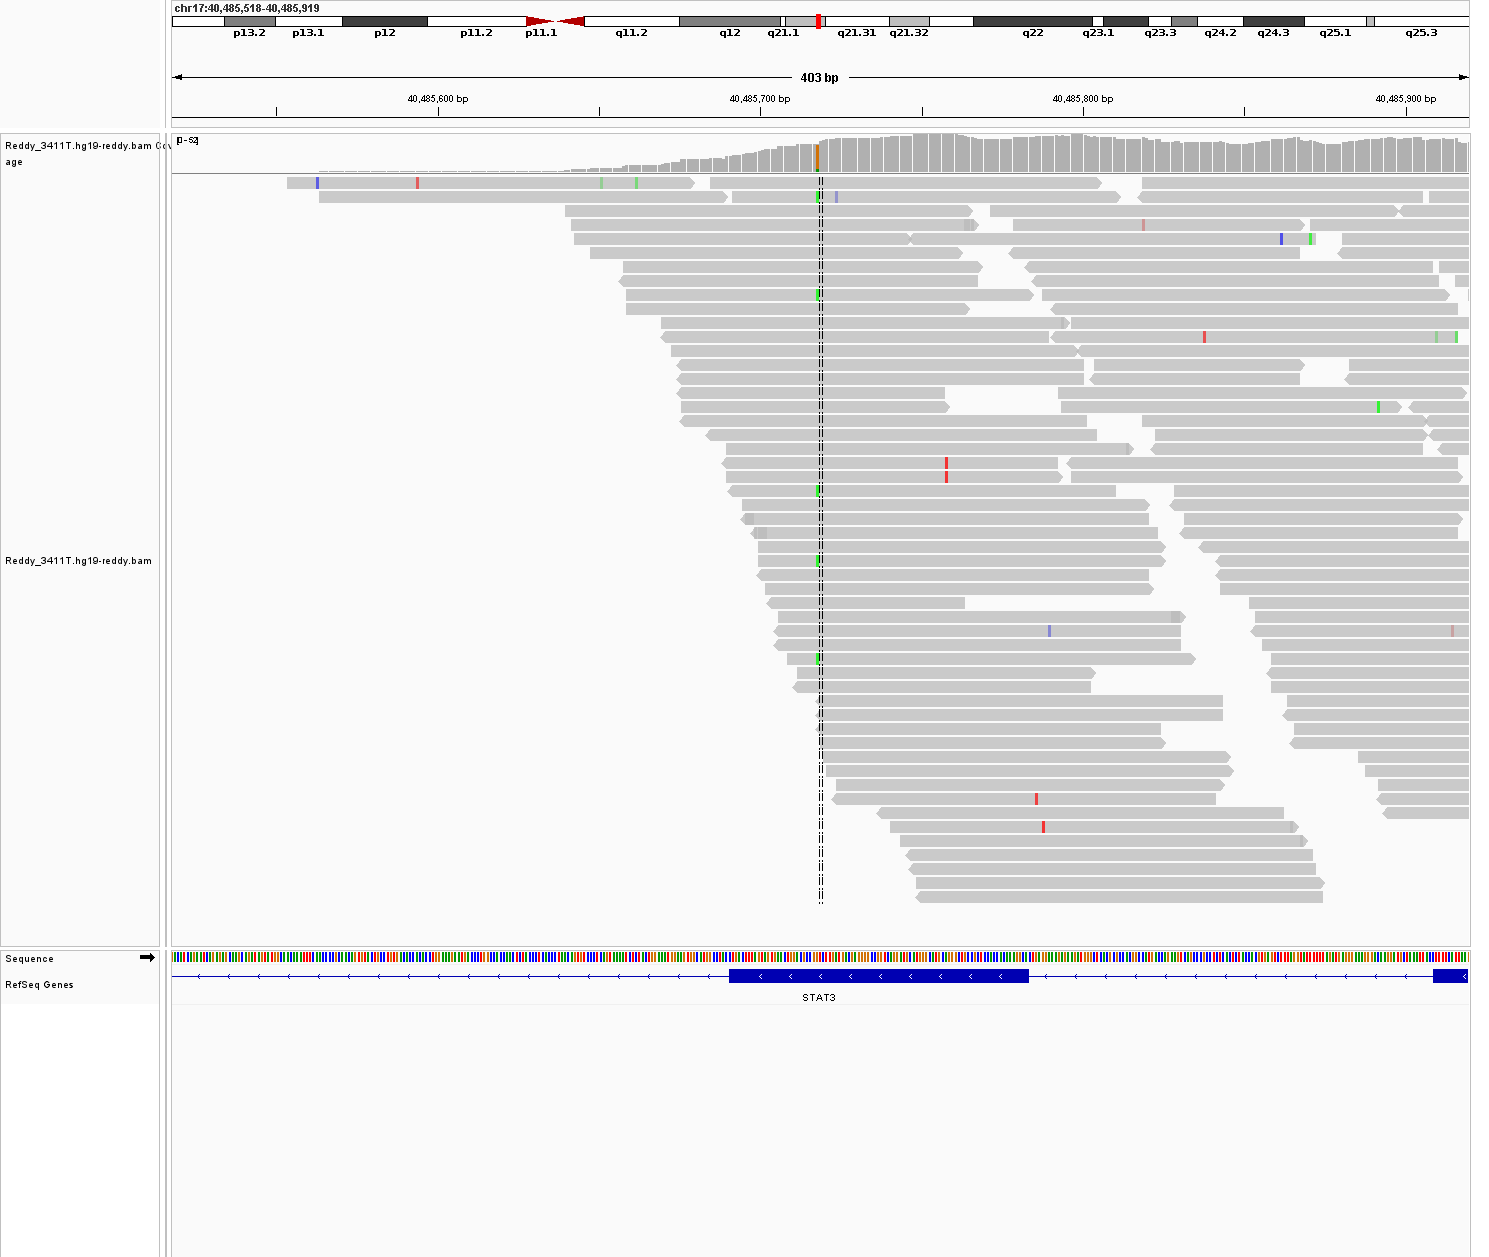 chr17:40,485,518-40,485,919
p13.2 p13.1 p12 p11.2 p11.1 q11.2 q12 q21.1 q21.31 q21.32 q22 q23.1 q23.3 q24.2 q24.3 q25.1 q25.3
403 bp
40,485,600 bp 40,485,700 bp 40,485,800 bp 40,485,900 bp
Reddy_3411T.hg19-reddy.bam Cov
age
[0 - 52]
Reddy_3411T.hg19-reddy.bam
Sequence
RefSeq Genes
STAT3